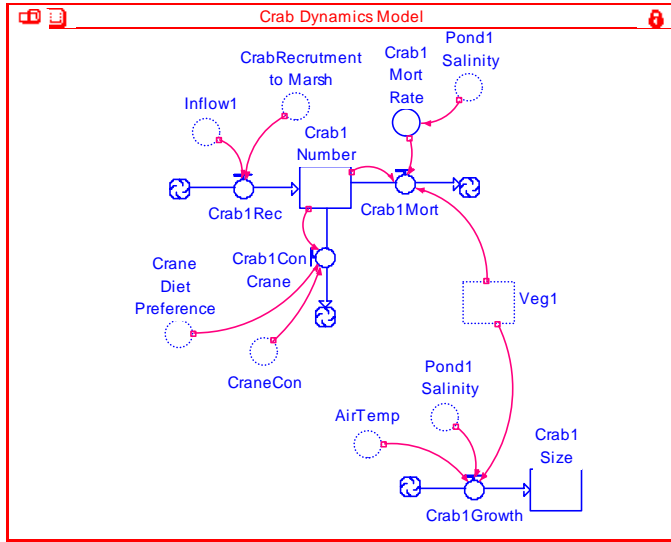 Crab Dynamics Model
CrabRecrutment
to Marsh
Inflow1
Crab1
Mort
Rate
Pond1
Salinity
Crab1
Number
Crab1Rec
Crab1Mort
Crane
Diet
Preference
Crab1Con
Crane
CraneCon
Veg1
Pond1
Salinity
AirTemp
Crab1
Size
Crab1Growth